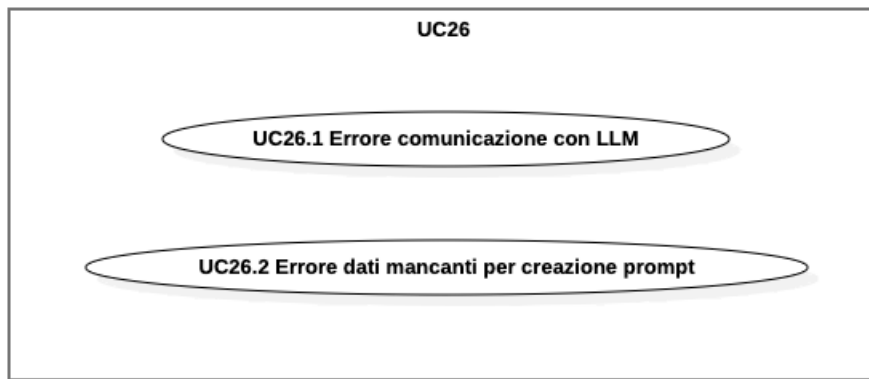 UC26
UC26.1 Errore comunicazione con LLM
UC26.2 Errore dati mancanti per creazione prompt